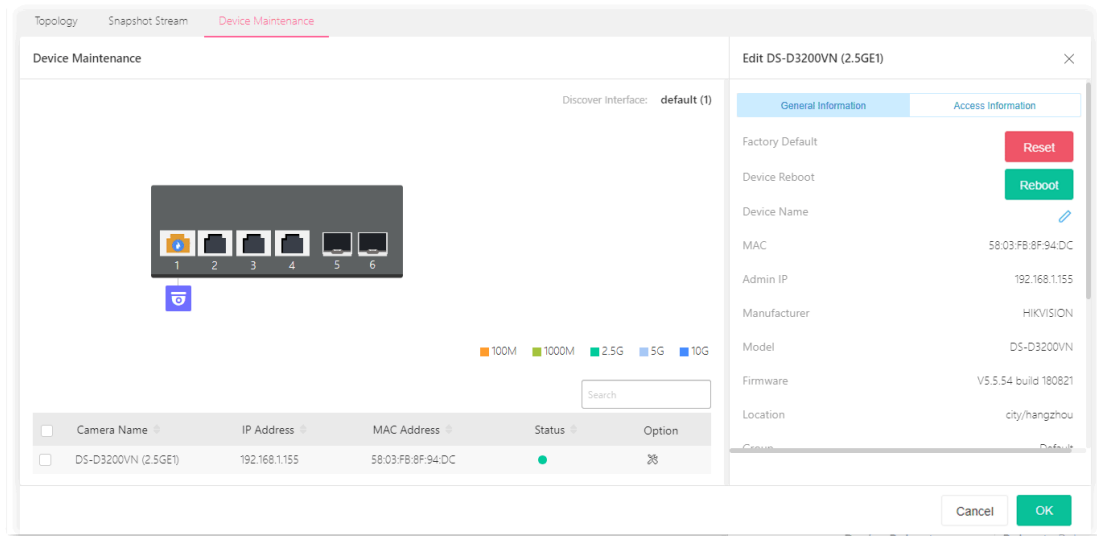 Topology Snapshot Stream Device Maintenance
Device Maintenance
Discover Interface: default (1)
1 2 3 4 5 6
100M 1000M 2.5G 5G 10G
Search
Camera Name IP Address MAC Address Status Option
DS-D3200VN (2.5GE1) 192.168.1.155 58:03:FB:8F:94:DC
Edit DS-D3200VN (2.5GE1)
General Information Access Information
Factory Default Reset
Device Reboot Reboot
Device Name
MAC 58:03:FB:8F:94:DC
Admin IP 192.168.1.155
Manufacturer HIKVISION
Model DS-D3200VN
Firmware V5.5.54 build 180821
Location city/hangzhou
Group Default
Cancel OK